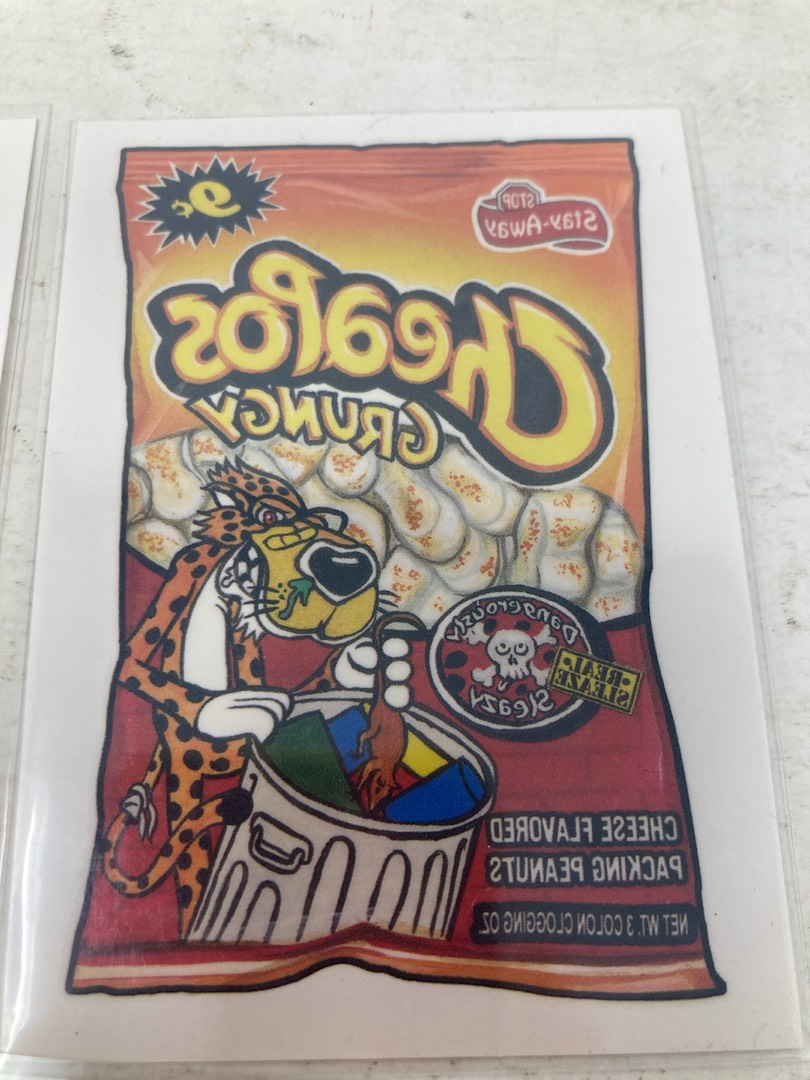 9¢
STOP
Stay-Away
CheaPos
GRUNGY
Dangerously
Sleazy
REAL
SLEAZE
CHEESE FLAVORED
PACKING PEANUTS
NET WT. 3 COLON CLOGGING OZ